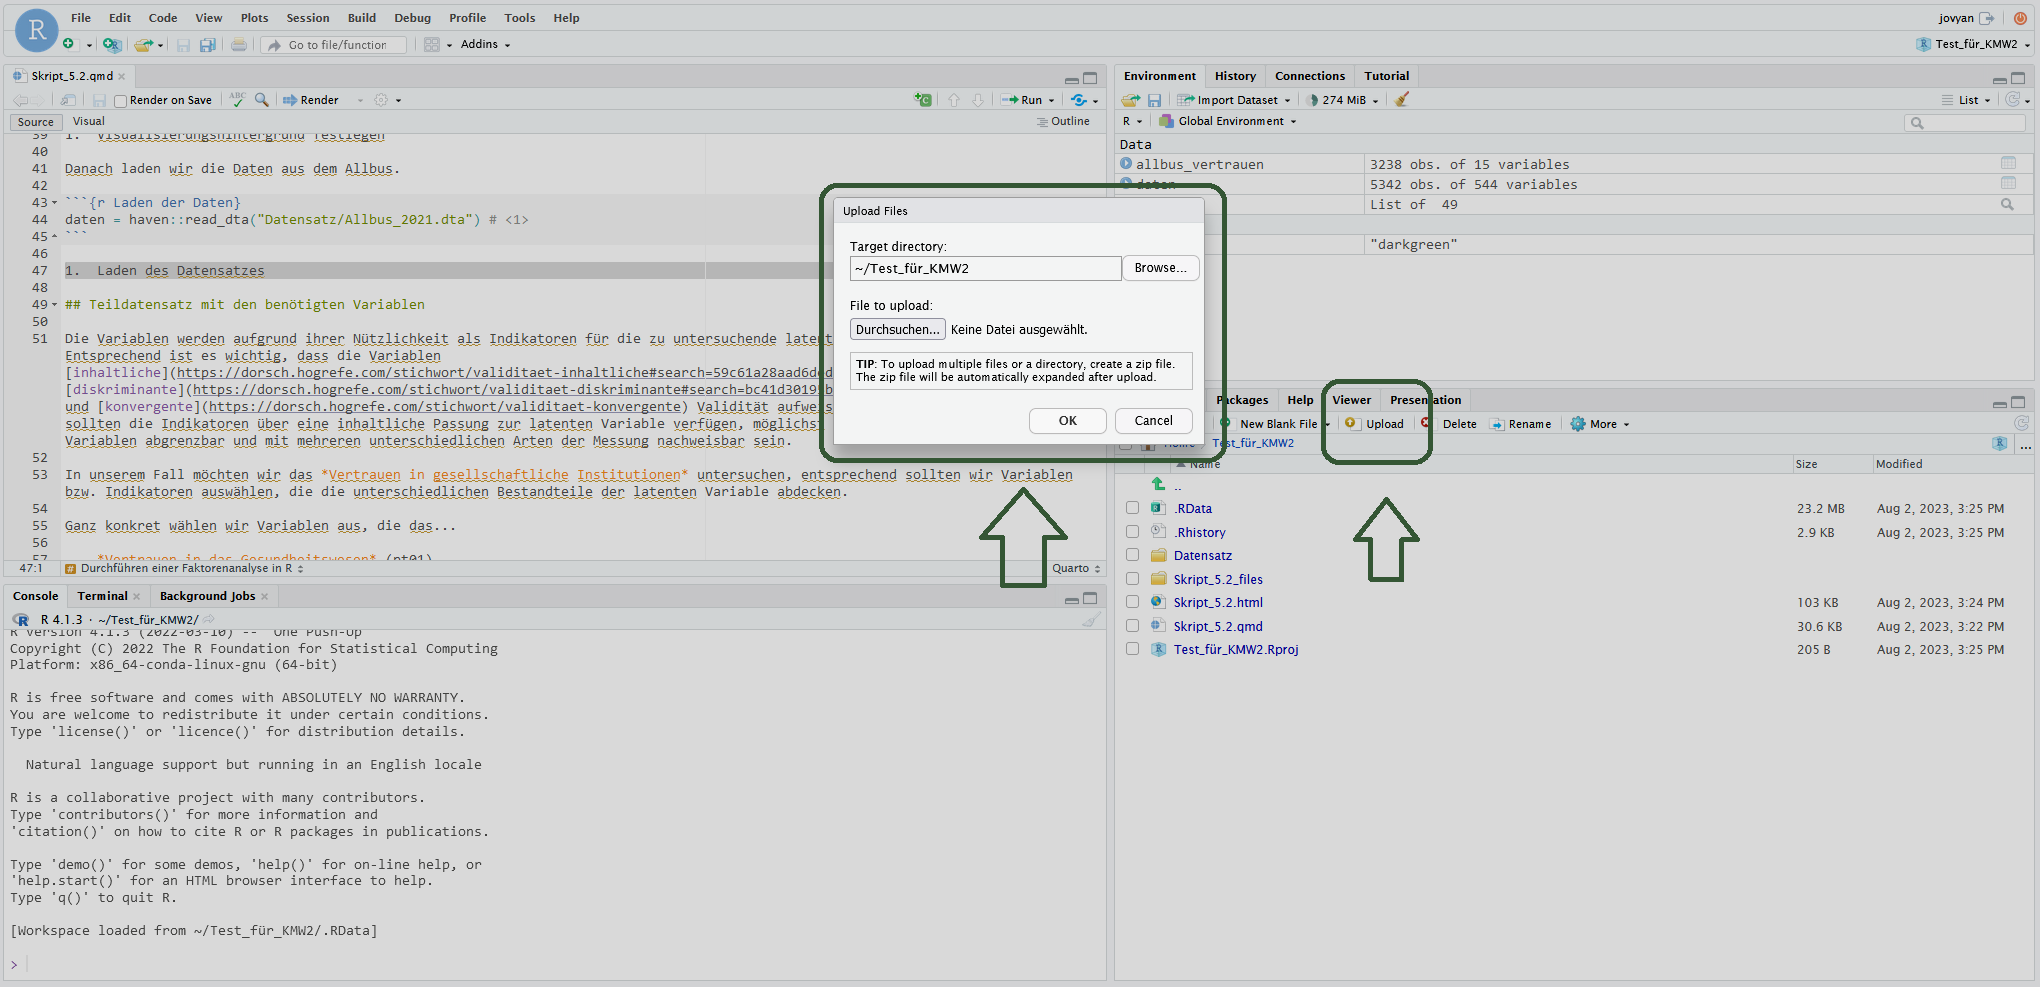 File Edit Code View Plots Session Build Debug Profile Tools Help
jovyan
Go to file/function Addins
Test_für_KMW2
Skript_5.2.qmd
Render on Save ABC Render Run
Source Visual Outline
39 1. Visualisierungshintergrund festlegen
40
41 Danach laden wir die Daten aus dem Allbus.
42
43 ```{r Laden der Daten}
44 daten = haven::read_dta("Datensatz/Allbus_2021.dta") # <1>
45 ```
46
47 1. Laden des Datensatzes
48
49 ## Teildatensatz mit den benötigten Variablen
50
51 Die Variablen werden aufgrund ihrer Nützlichkeit als Indikatoren für die zu untersuchende latent
Entsprechend ist es wichtig, dass die Variablen
[inhaltliche](https://dorsch.hogrefe.com/stichwort/validitaet-inhaltliche#search=59c61a28aad6ded
[diskriminante](https://dorsch.hogrefe.com/stichwort/validitaet-diskriminante#search=bc41d30195b
und [konvergente](https://dorsch.hogrefe.com/stichwort/validitaet-konvergente) Validität aufweis
sollten die Indikatoren über eine inhaltliche Passung zur latenten Variable verfügen, möglichst
Variablen abgrenzbar und mit mehreren unterschiedlichen Arten der Messung nachweisbar sein.
52
53 In unserem Fall möchten wir das *Vertrauen in gesellschaftliche Institutionen* untersuchen, entsprechend sollten wir Variablen
bzw. Indikatoren auswählen, die die unterschiedlichen Bestandteile der latenten Variable abdecken.
54
55 Ganz konkret wählen wir Variablen aus, die das...
56
57 *Vertrauen in das Gesundheitswesen* (pt01)
47:1 # Durchführen einer Faktorenanalyse in R Quarto
Console Terminal Background Jobs
R 4.1.3 · ~/Test_für_KMW2/
R version 4.1.3 (2022-03-10) -- "One Push-Up"
Copyright (C) 2022 The R Foundation for Statistical Computing
Platform: x86_64-conda-linux-gnu (64-bit)
R is free software and comes with ABSOLUTELY NO WARRANTY.
You are welcome to redistribute it under certain conditions.
Type 'license()' or 'licence()' for distribution details.
Natural language support but running in an English locale
R is a collaborative project with many contributors.
Type 'contributors()' for more information and
'citation()' on how to cite R or R packages in publications.
Type 'demo()' for some demos, 'help()' for on-line help, or
'help.start()' for an HTML browser interface to help.
Type 'q()' to quit R.
[Workspace loaded from ~/Test_für_KMW2/.RData]
>
Upload Files
Target directory:
~/Test_für_KMW2 Browse...
File to upload:
Durchsuchen... Keine Datei ausgewählt.
TIP: To upload multiple files or a directory, create a zip file.
The zip file will be automatically expanded after upload.
OK Cancel
Environment History Connections Tutorial
Import Dataset 274 MiB List
R Global Environment
Data
allbus_vertrauen 3238 obs. of 15 variables
daten 5342 obs. of 544 variables
List of 49
"darkgreen"
Packages Help Viewer Presentation
New Blank File Upload Delete Rename More
Home Test_für_KMW2 R ...
Name Size Modified
..
.RData 23.2 MB Aug 2, 2023, 3:25 PM
.Rhistory 2.9 KB Aug 2, 2023, 3:25 PM
Datensatz
Skript_5.2_files
Skript_5.2.html 103 KB Aug 2, 2023, 3:24 PM
Skript_5.2.qmd 30.6 KB Aug 2, 2023, 3:22 PM
Test_für_KMW2.Rproj 205 B Aug 2, 2023, 3:25 PM